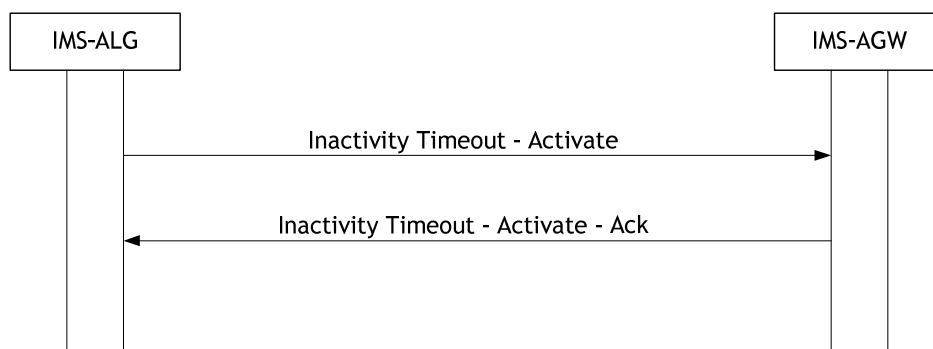 IMS-ALG
IMS-AGW
Inactivity Timeout - Activate
Inactivity Timeout - Activate - Ack